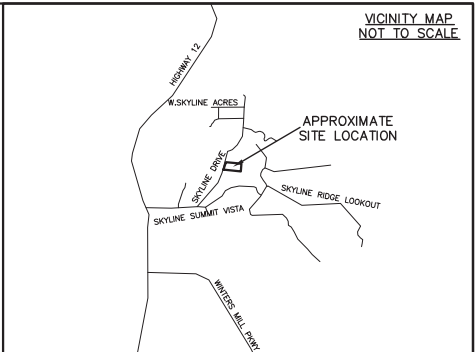 VICINITY MAP
NOT TO SCALE
HIGHWAY 12
W.SKYLINE ACRES
APPROXIMATE
SITE LOCATION
SKYLINE DRIVE
SKYLINE RIDGE LOOKOUT
SKYLINE SUMMIT VISTA
WINTERS MILL PKWY